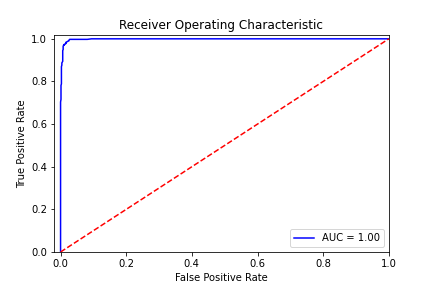 Receiver Operating Characteristic
True Positive Rate
1.0
0.8
0.6
0.4
0.2
0.0
AUC = 1.00
0.0 0.2 0.4 0.6 0.8 1.0
False Positive Rate